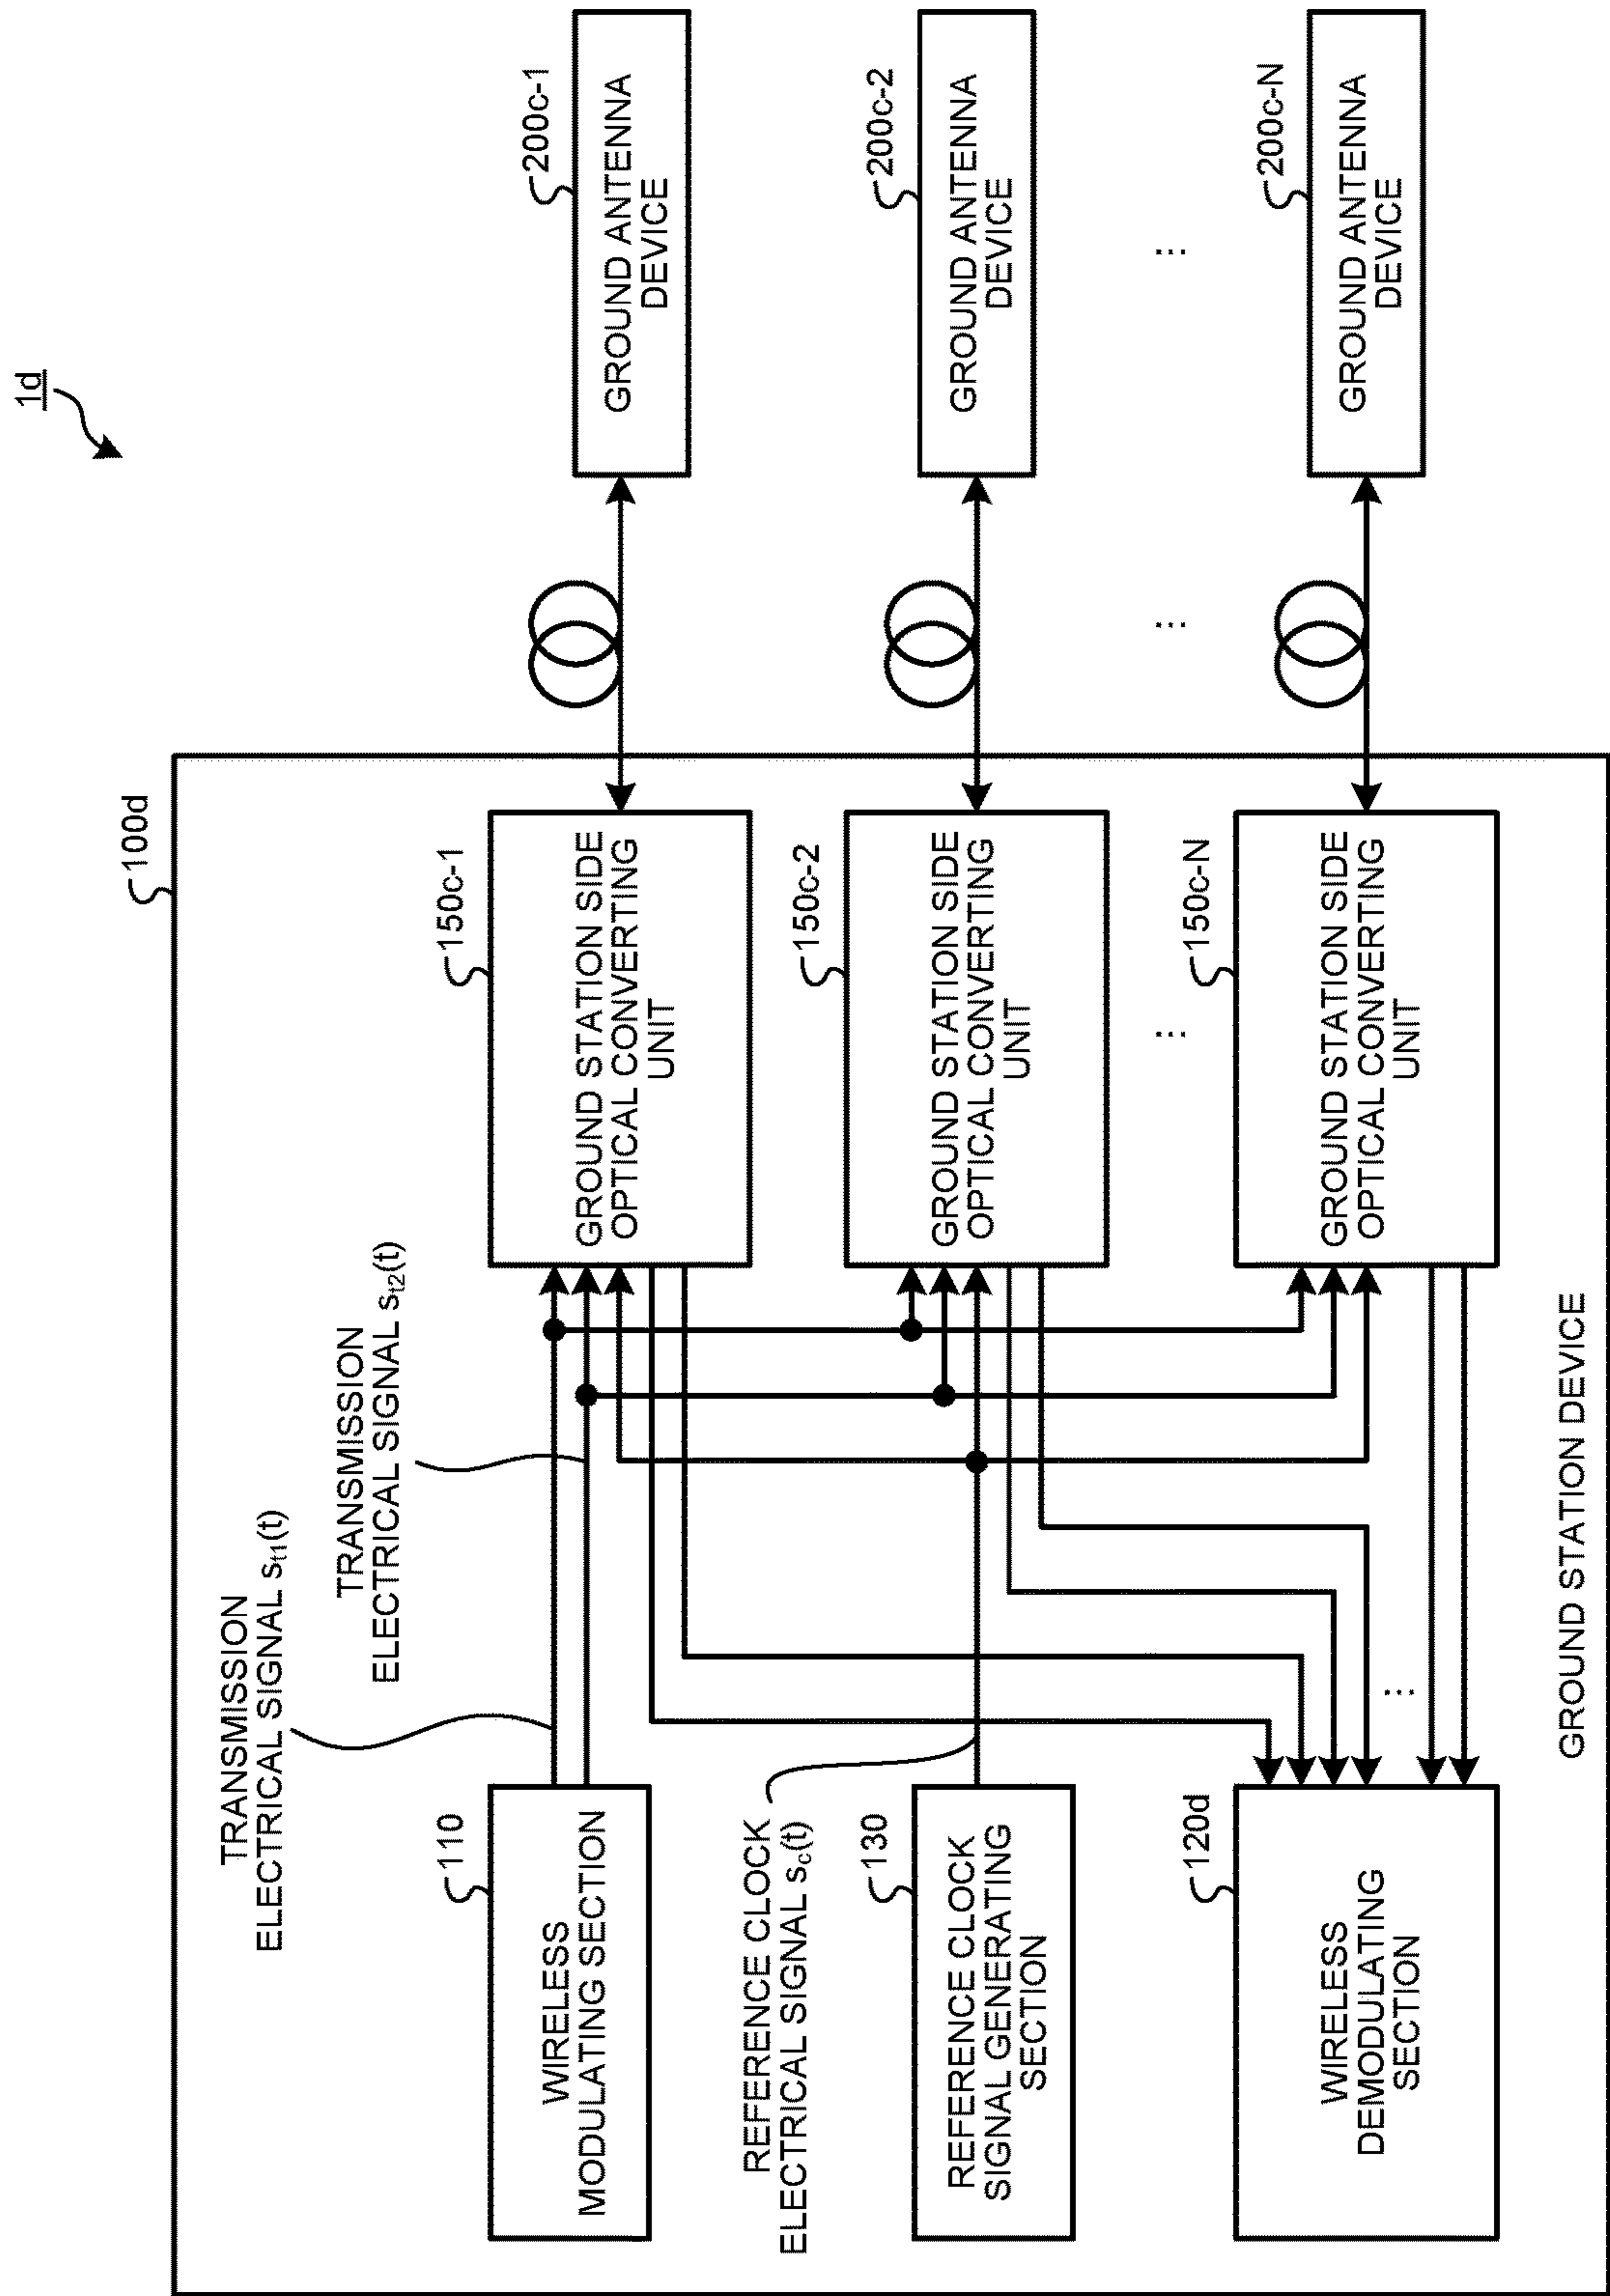 1d
100d
TRANSMISSION
ELECTRICAL SIGNAL st1(t)
TRANSMISSION
ELECTRICAL SIGNAL st2(t)
110
WIRELESS
MODULATING SECTION
150c-1
GROUND STATION SIDE
OPTICAL CONVERTING
UNIT
200c-1
GROUND ANTENNA
DEVICE
REFERENCE CLOCK
ELECTRICAL SIGNAL sc(t)
130
REFERENCE CLOCK
SIGNAL GENERATING
SECTION
150c-2
GROUND STATION SIDE
OPTICAL CONVERTING
UNIT
200c-2
GROUND ANTENNA
DEVICE
...
...
...
120d
WIRELESS
DEMODULATING
SECTION
...
150c-N
GROUND STATION SIDE
OPTICAL CONVERTING
UNIT
200c-N
GROUND ANTENNA
DEVICE
GROUND STATION DEVICE